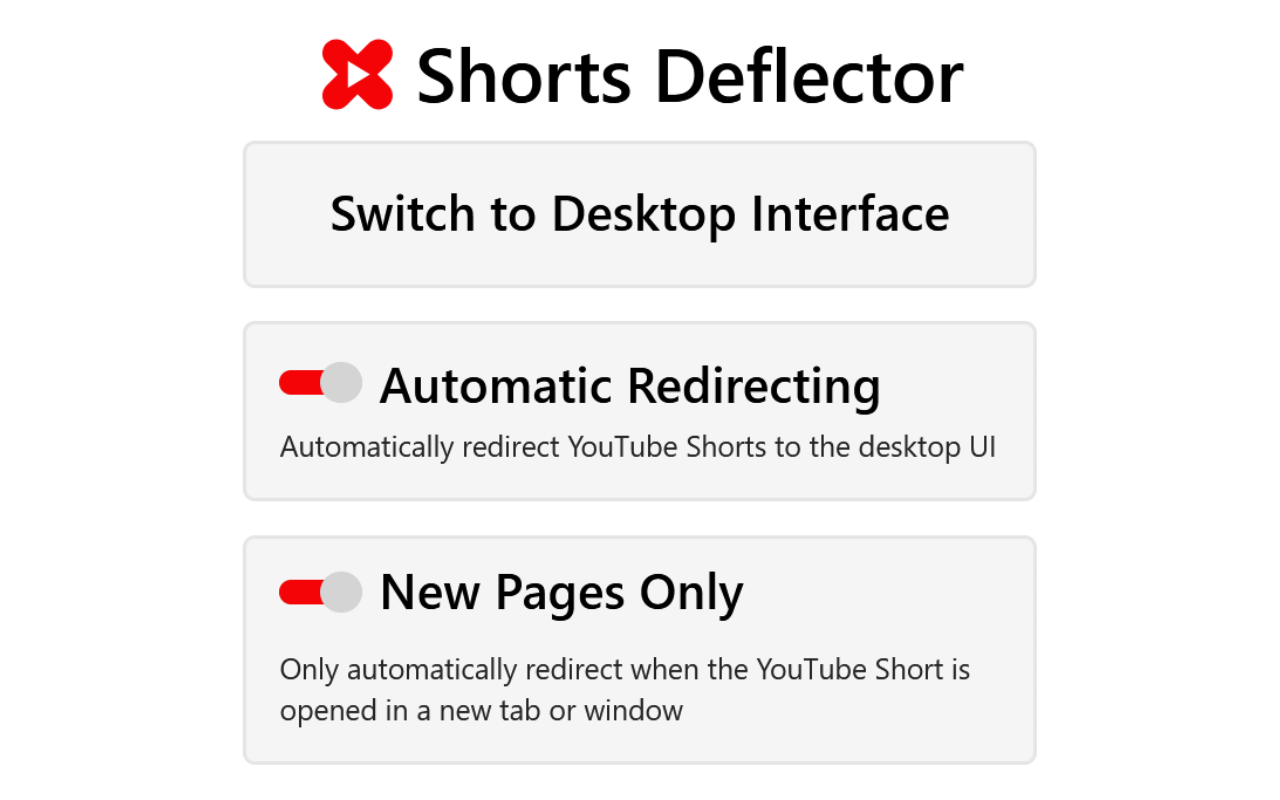 Shorts Deflector
Switch to Desktop Interface
Automatic Redirecting
Automatically redirect YouTube Shorts to the desktop UI
New Pages Only
Only automatically redirect when the YouTube Short is
opened in a new tab or window